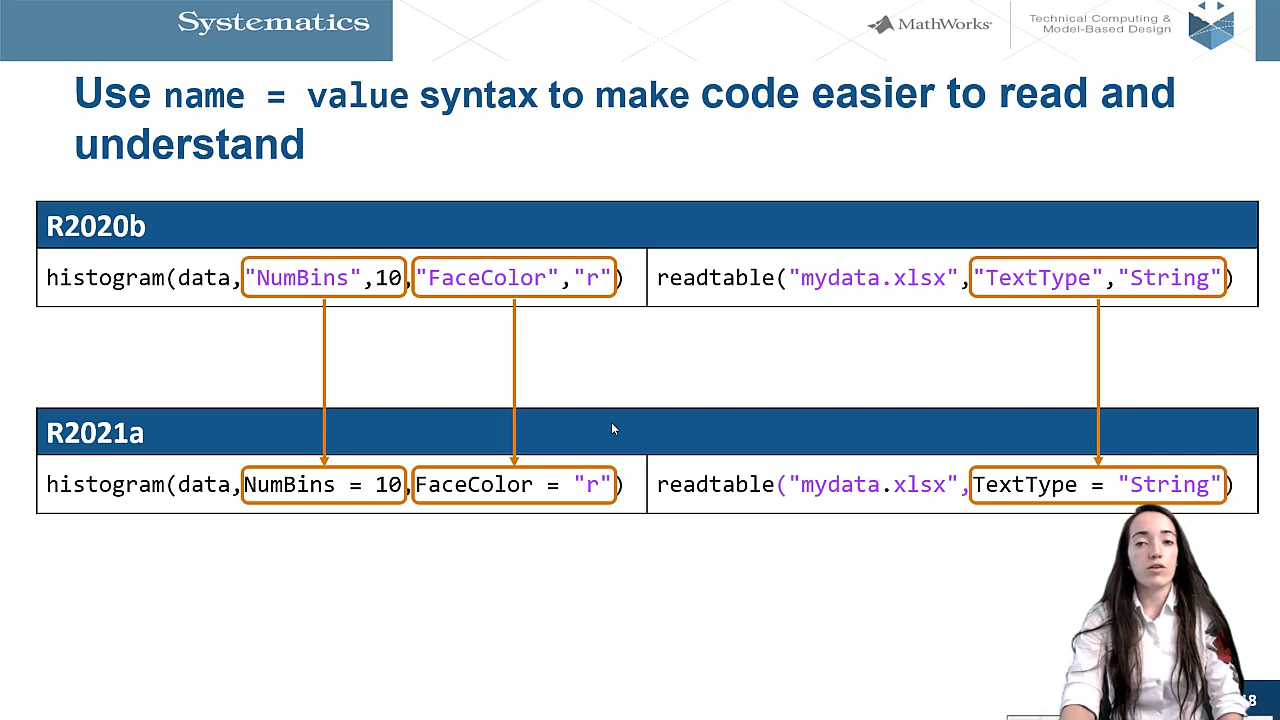 Systematics
MathWorks
Technical Computing &
Model-Based Design
Use name = value syntax to make code easier to read and
understand
R2020b
histogram(data,"NumBins",10,"FaceColor","r")
readtable("mydata.xlsx","TextType","String")
R2021a
histogram(data,NumBins = 10,FaceColor = "r")
readtable("mydata.xlsx",TextType = "String")